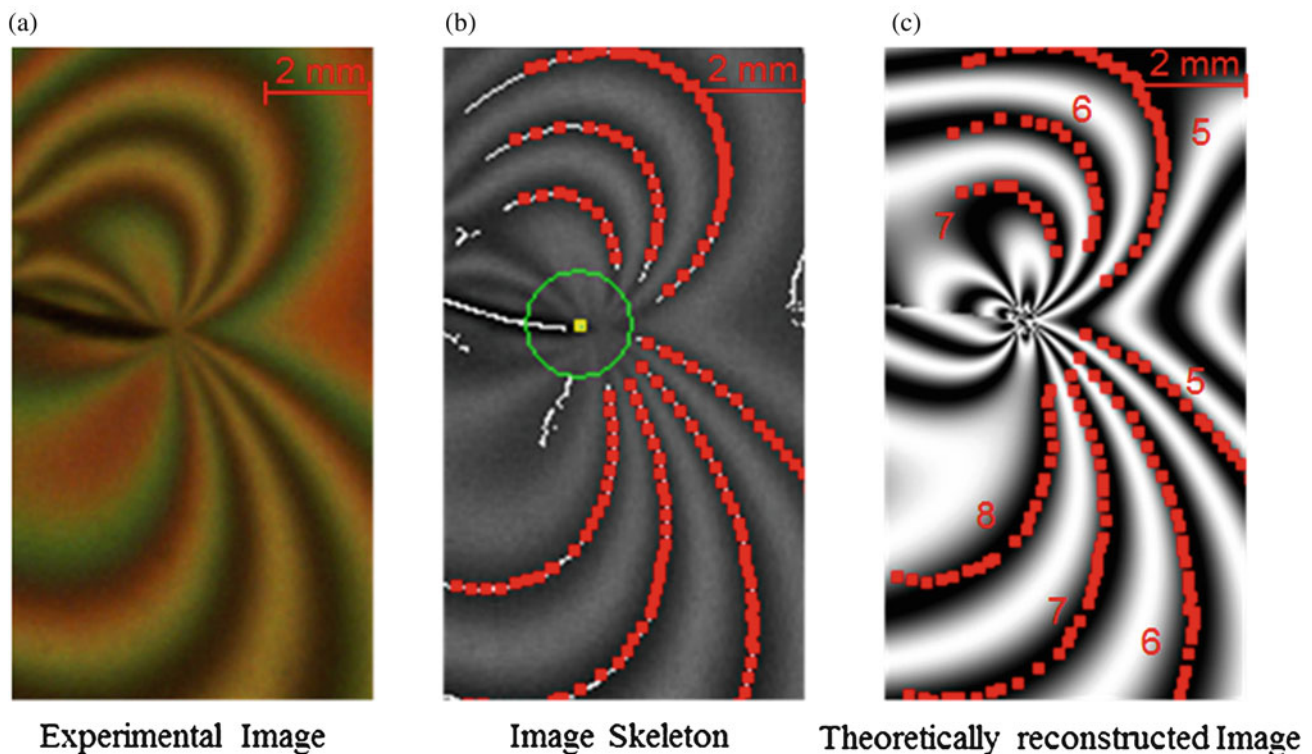 (a)
(b)
(c)
2 mm
2 mm
2 mm
6
5
7
5
8
7
6
Experimental Image
Image Skeleton
Theoretically reconstructed Image